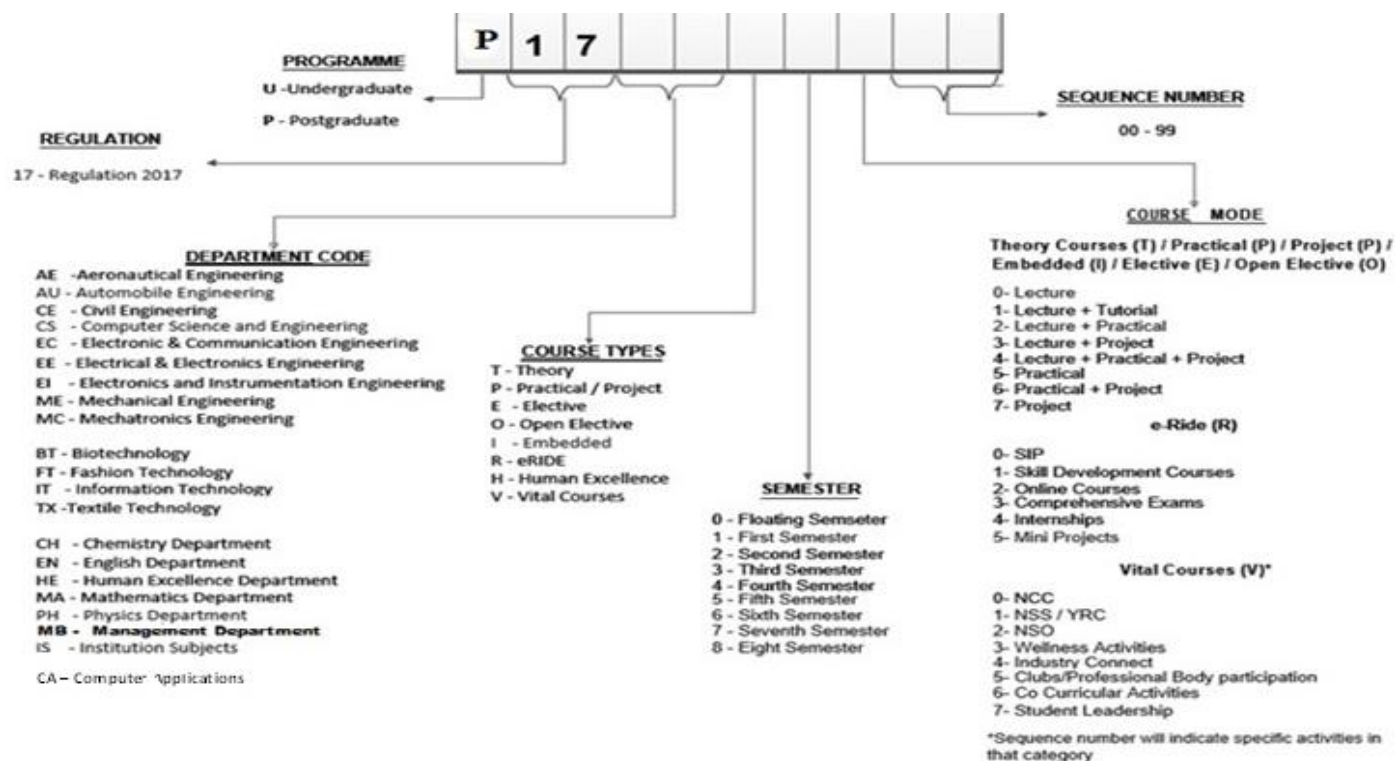 P 1 7
PROGRAMME
U -Undergraduate
P - Postgraduate
REGULATION
17 - Regulation 2017
SEQUENCE NUMBER
00 - 99
DEPARTMENT CODE
AE -Aeronautical Engineering
AU - Automobile Engineering
CE - Civil Engineering
CS - Computer Science and Engineering
EC - Electronic & Communication Engineering
EE - Electrical & Electronics Engineering
EI - Electronics and Instrumentation Engineering
ME - Mechanical Engineering
MC - Mechatronics Engineering
BT - Biotechnology
FT - Fashion Technology
IT - Information Technology
TX -Textile Technology
CH - Chemistry Department
EN - English Department
HE - Human Excellence Department
MA - Mathematics Department
PH - Physics Department
MB - Management Department
IS - Institution Subjects
CA – Computer Applications
COURSE TYPES
T - Theory
P - Practical / Project
E - Elective
O - Open Elective
I - Embedded
R - eRIDE
H - Human Excellence
V - Vital Courses
SEMESTER
0 - Floating Semseter
1 - First Semester
2 - Second Semester
3 - Third Semester
4 - Fourth Semester
5 - Fifth Semester
6 - Sixth Semester
7 - Seventh Semester
8 - Eight Semester
COURSE MODE
Theory Courses (T) / Practical (P) / Project (P) /
Embedded (I) / Elective (E) / Open Elective (O)
0- Lecture
1- Lecture + Tutorial
2- Lecture + Practical
3- Lecture + Project
4- Lecture + Practical + Project
5- Practical
6- Practical + Project
7- Project
e-Ride (R)
0- SIP
1- Skill Development Courses
2- Online Courses
3- Comprehensive Exams
4- Internships
5- Mini Projects
Vital Courses (V)*
0- NCC
1- NSS / YRC
2- NSO
3- Wellness Activities
4- Industry Connect
5- Clubs/Professional Body participation
6- Co Curricular Activities
7- Student Leadership
*Sequence number will indicate specific activities in
that category